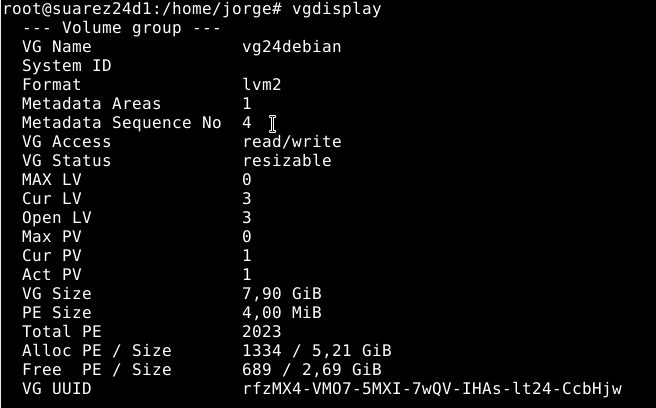 root@suarez24d1:/home/jorge# vgdisplay
--- Volume group ---
VG Name vg24debian
System ID
Format lvm2
Metadata Areas 1
Metadata Sequence No 4
VG Access read/write
VG Status resizable
MAX LV 0
Cur LV 3
Open LV 3
Max PV 0
Cur PV 1
Act PV 1
VG Size 7,90 GiB
PE Size 4,00 MiB
Total PE 2023
Alloc PE / Size 1334 / 5,21 GiB
Free  PE / Size 689 / 2,69 GiB
VG UUID rfzMX4-VMO7-5MXI-7wQV-IHAs-lt24-CcbHjw